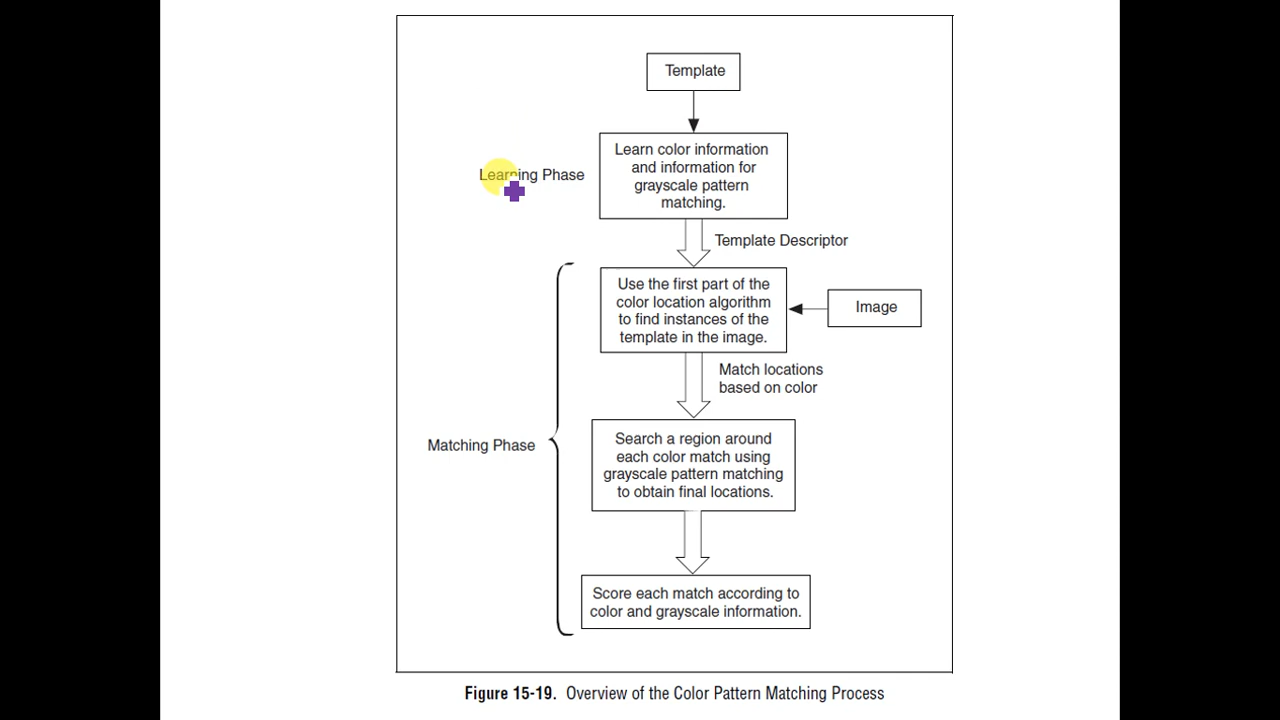 Template
Learn color information
and information for
grayscale pattern
matching.
Learning Phase
Template Descriptor
Use the first part of the
color location algorithm
to find instances of the
template in the image.
Image
Match locations
based on color
Matching Phase
Search a region around
each color match using
grayscale pattern matching
to obtain final locations.
Score each match according to
color and grayscale information.
Figure 15-19. Overview of the Color Pattern Matching Process